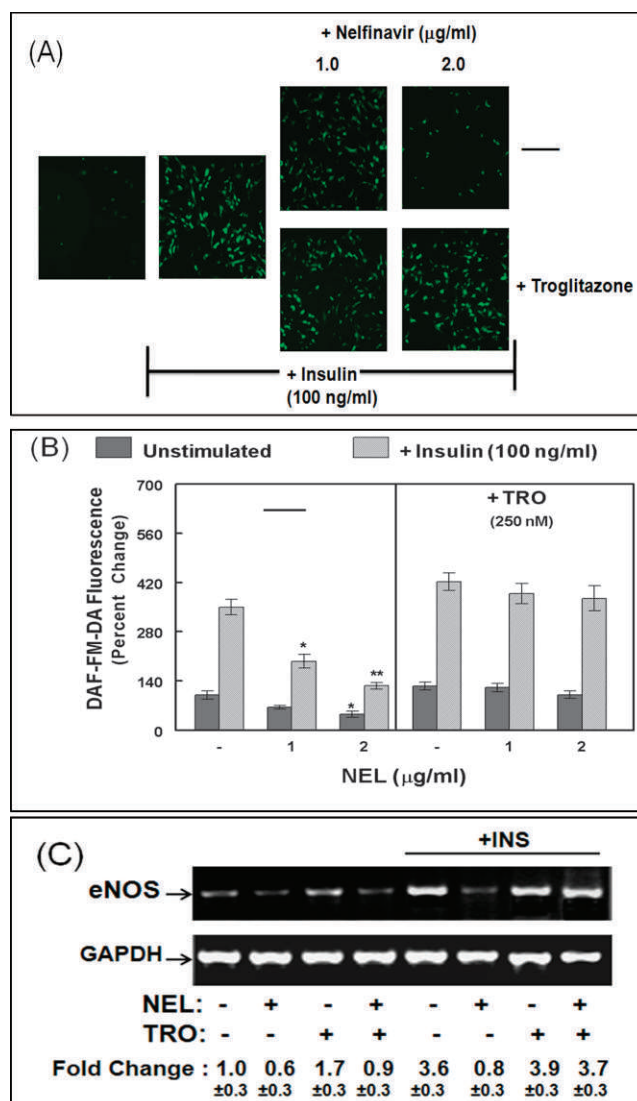 (A)
+ Nelfinavir (μg/ml)
1.0 2.0
+ Troglitazone
+ Insulin
(100 ng/ml)
(B)
Unstimulated + Insulin (100 ng/ml)
DAF-FM-DA Fluorescence
(Percent Change)
700
560
420
280
140
0
+ TRO
(250 nM)
*
*
**
- 1 2 - 1 2
NEL (μg/ml)
(C)
+INS
eNOS
GAPDH
NEL: - + - + - + - +
TRO: - - + + - - + +
Fold Change : 1.0 0.6 1.7 0.9 3.6 0.8 3.9 3.7
±0.3 ±0.3 ±0.3 ±0.3 ±0.3 ±0.3 ±0.3 ±0.3